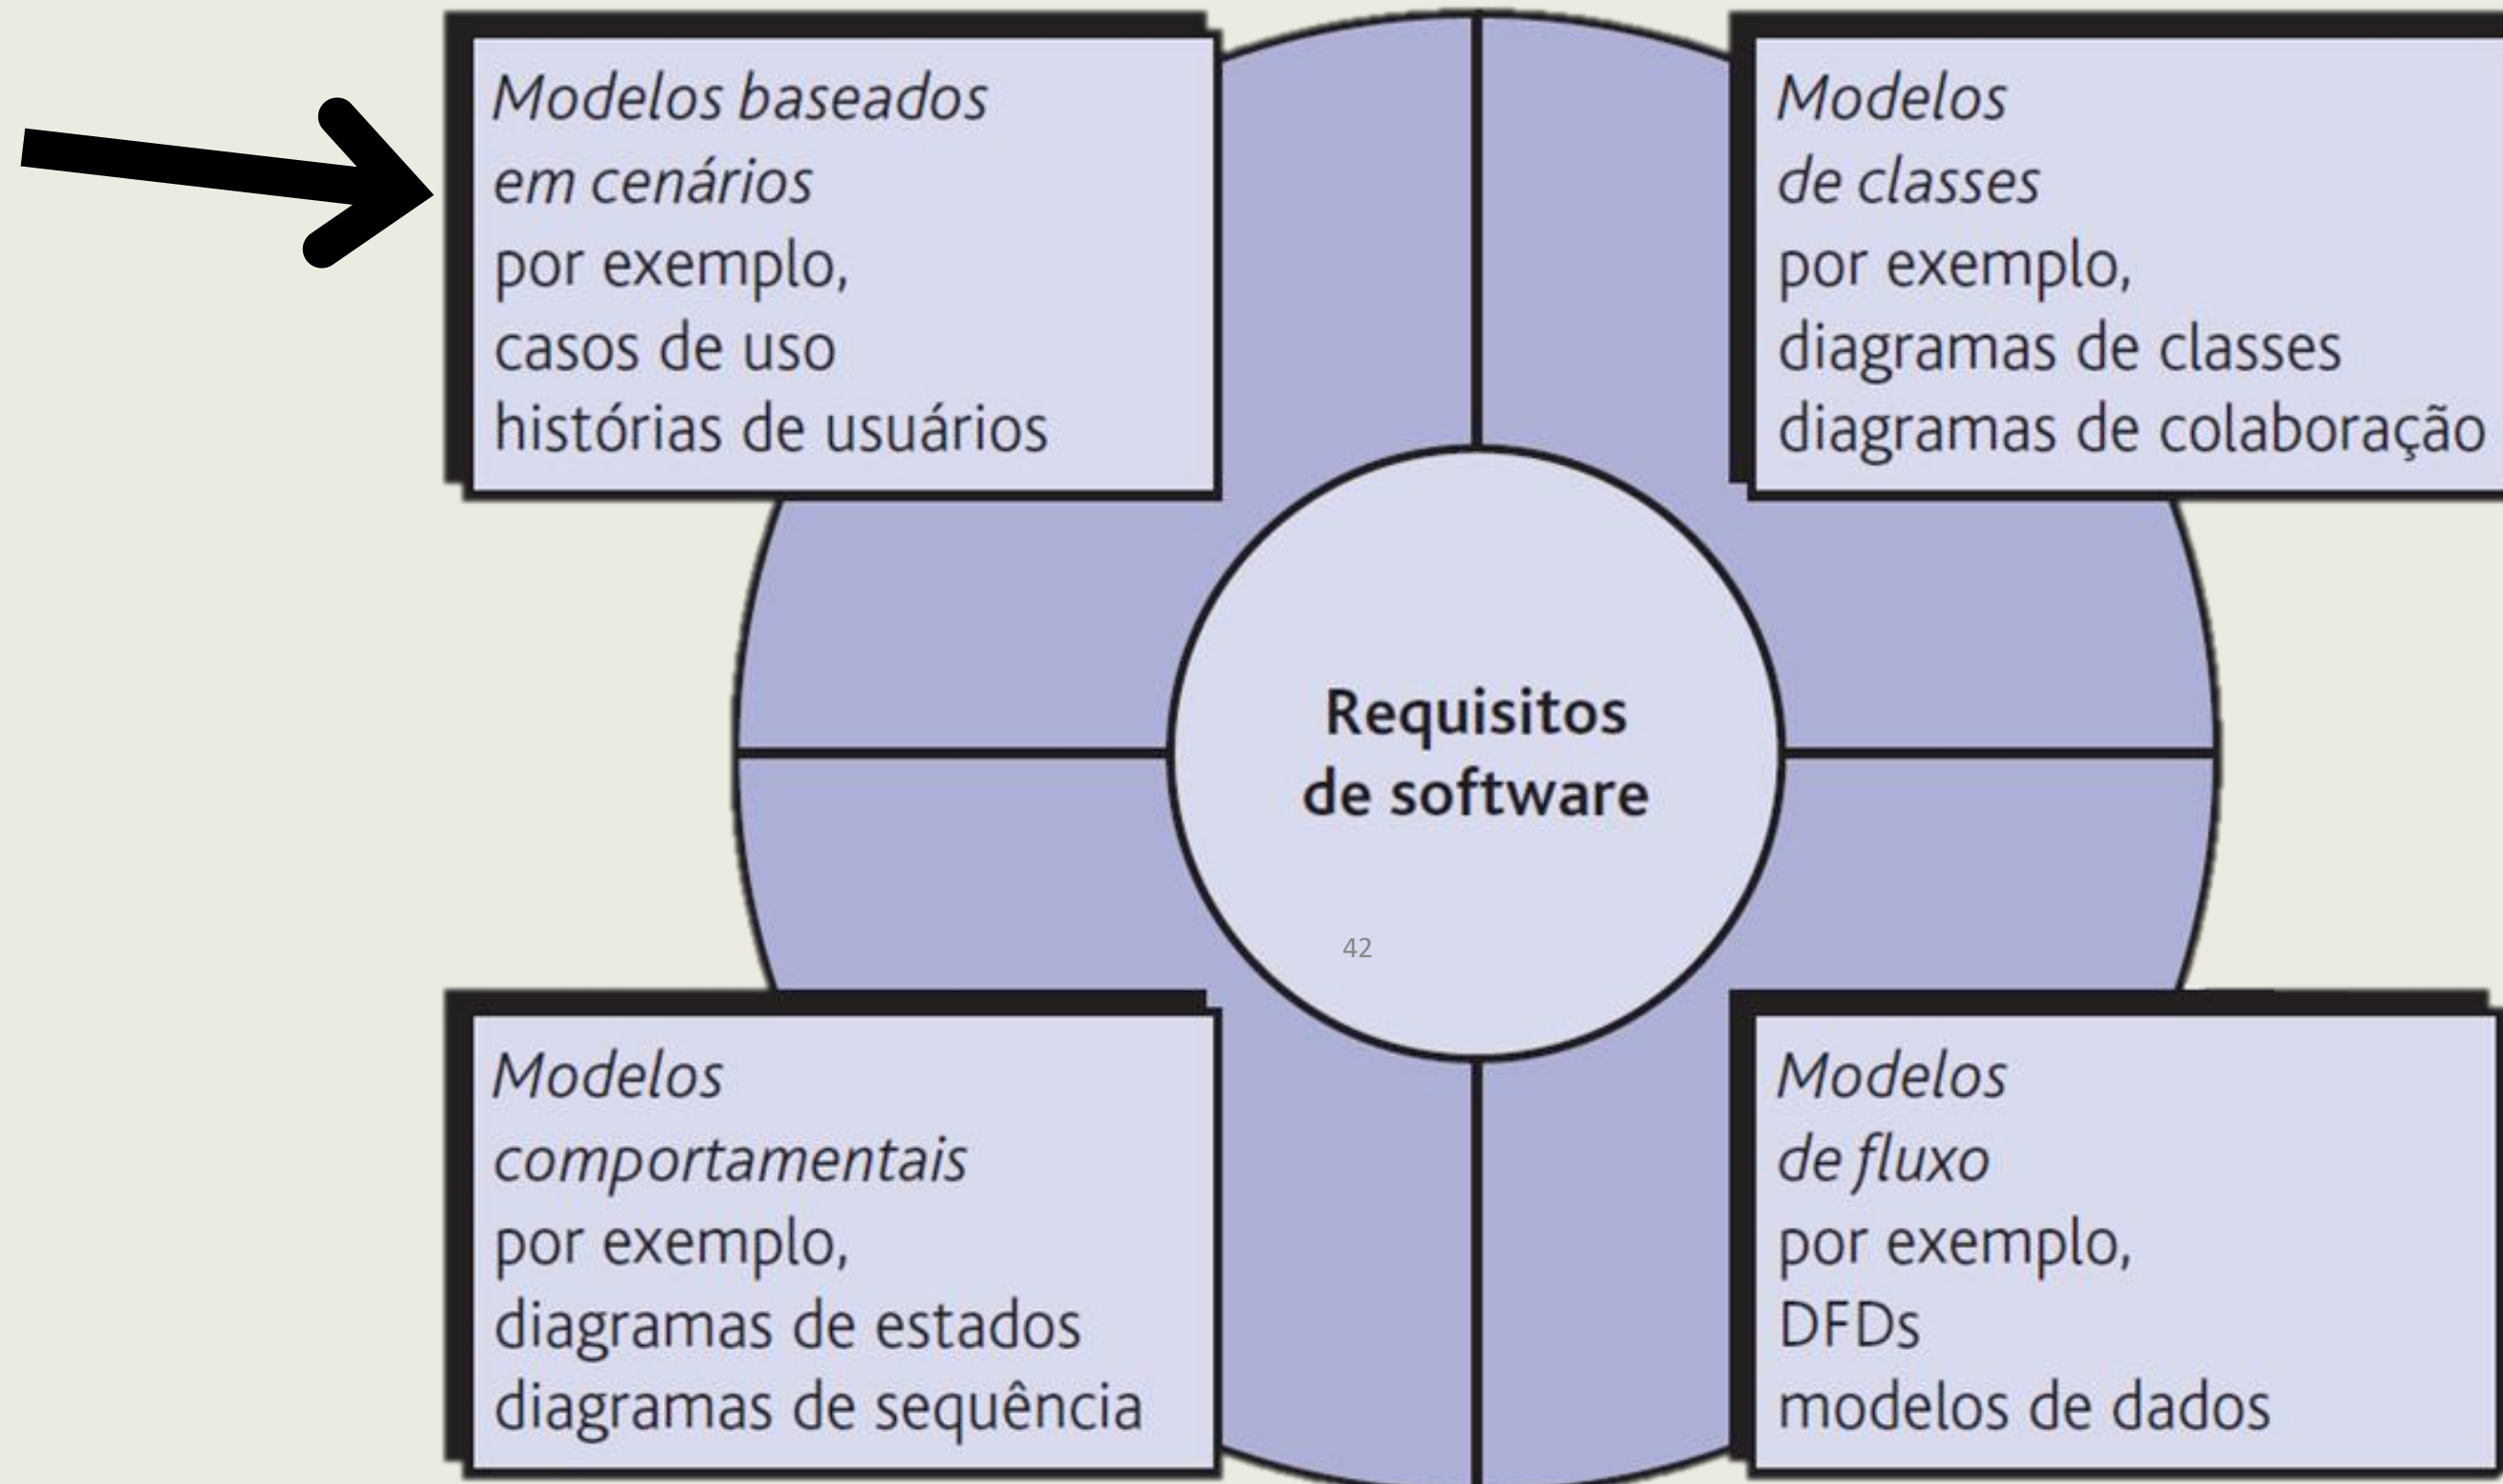 Modelos baseados
em cenários
por exemplo,
casos de uso
histórias de usuários
Modelos
de classes
por exemplo,
diagramas de classes
diagramas de colaboração
Requisitos
de software
42
Modelos
comportamentais
por exemplo,
diagramas de estados
diagramas de sequência
Modelos
de fluxo
por exemplo,
DFDs
modelos de dados